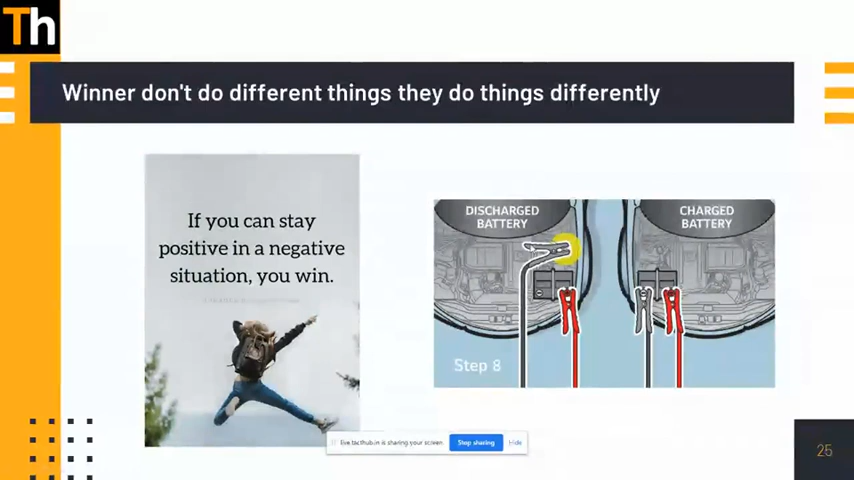 Th
Winner don't do different things they do things differently
If you can stay
positive in a negative
situation, you win.
DISCHARGED
BATTERY
CHARGED
BATTERY
Step 8
is sharing your screen.
Stop sharing
Hide
25